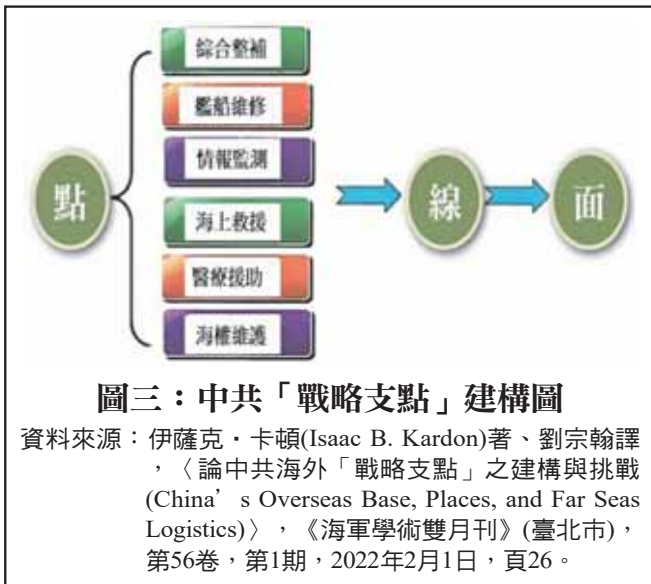 點
綜合整補
艦船維修
情報監測
海上救援
醫療援助
海權維護
線
面
圖三：中共「戰略支點」建構圖
資料來源：伊薩克‧卡頓(Isaac B. Kardon)著、劉宗翰譯
，〈論中共海外「戰略支點」之建構與挑戰
(China’s Overseas Base, Places, and Far Seas
Logistics)〉，《海軍學術雙月刊》(臺北市)，
第56卷，第1期，2022年2月1日，頁26。